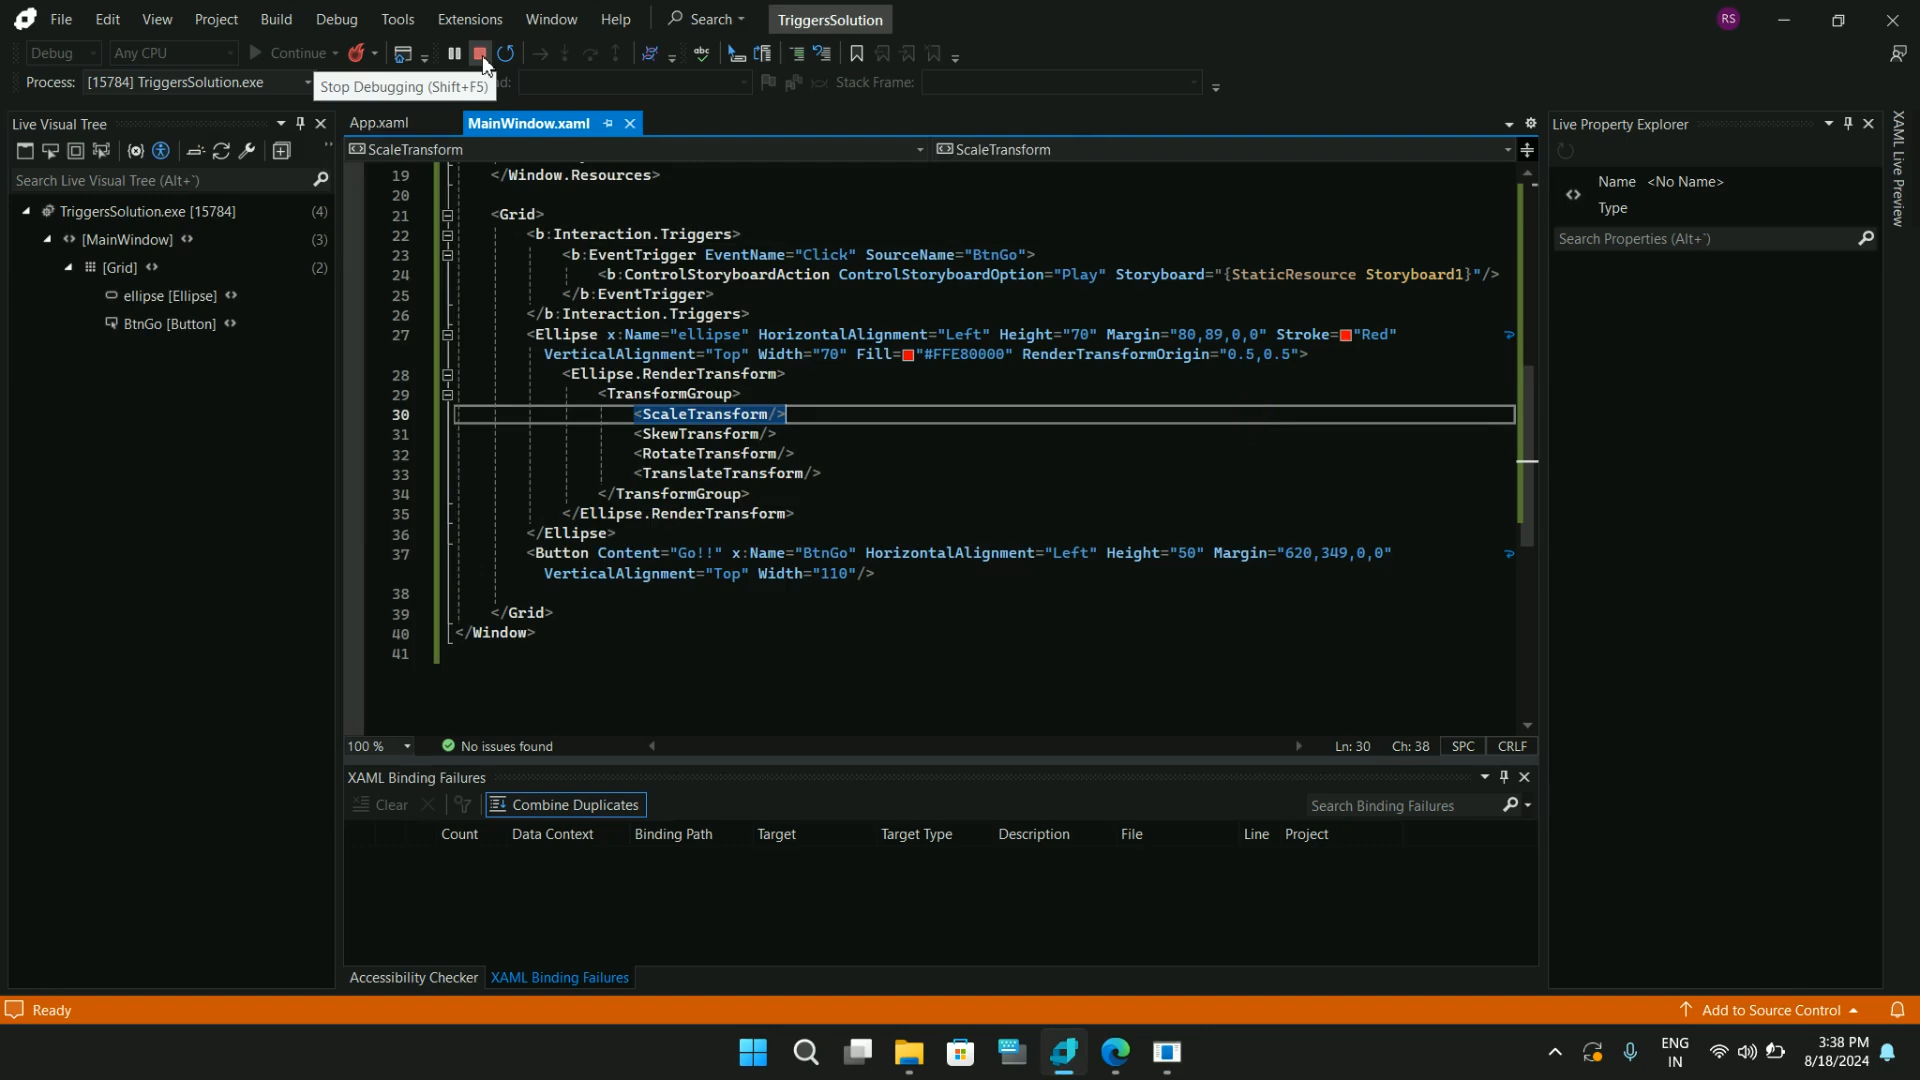 File Edit View Project Build Debug Tools Extensions Window Help Search TriggersSolution RS
Debug Any CPU Continue
Process: [15784] TriggersSolution.exe Stack Frame:
Stop Debugging (Shift+F5)
Live Visual Tree
Search Live Visual Tree (Alt+`)
TriggersSolution.exe [15784] (4)
[MainWindow] (3)
[Grid] (2)
ellipse [Ellipse]
BtnGo [Button]
App.xaml MainWindow.xaml
ScaleTransform ScaleTransform
19 </Window.Resources>
20
21 <Grid>
22 <b:Interaction.Triggers>
23 <b:EventTrigger EventName="Click" SourceName="BtnGo">
24 <b:ControlStoryboardAction ControlStoryboardOption="Play" Storyboard="{StaticResource Storyboard1}"/>
25 </b:EventTrigger>
26 </b:Interaction.Triggers>
27 <Ellipse x:Name="ellipse" HorizontalAlignment="Left" Height="70" Margin="80,89,0,0" Stroke="Red"
VerticalAlignment="Top" Width="70" Fill="#FFE80000" RenderTransformOrigin="0.5,0.5">
28 <Ellipse.RenderTransform>
29 <TransformGroup>
30 <ScaleTransform/>
31 <SkewTransform/>
32 <RotateTransform/>
33 <TranslateTransform/>
34 </TransformGroup>
35 </Ellipse.RenderTransform>
36 </Ellipse>
37 <Button Content="Go!!" x:Name="BtnGo" HorizontalAlignment="Left" Height="50" Margin="620,349,0,0"
VerticalAlignment="Top" Width="110"/>
38
39 </Grid>
40 </Window>
41
100 % No issues found Ln: 30 Ch: 38 SPC CRLF
XAML Binding Failures
Clear Combine Duplicates Search Binding Failures
Count Data Context Binding Path Target Target Type Description File Line Project
Accessibility Checker XAML Binding Failures
Live Property Explorer
Name <No Name>
Type
Search Properties (Alt+`)
XAML Live Preview
Ready Add to Source Control
ENG
IN
3:38 PM
8/18/2024